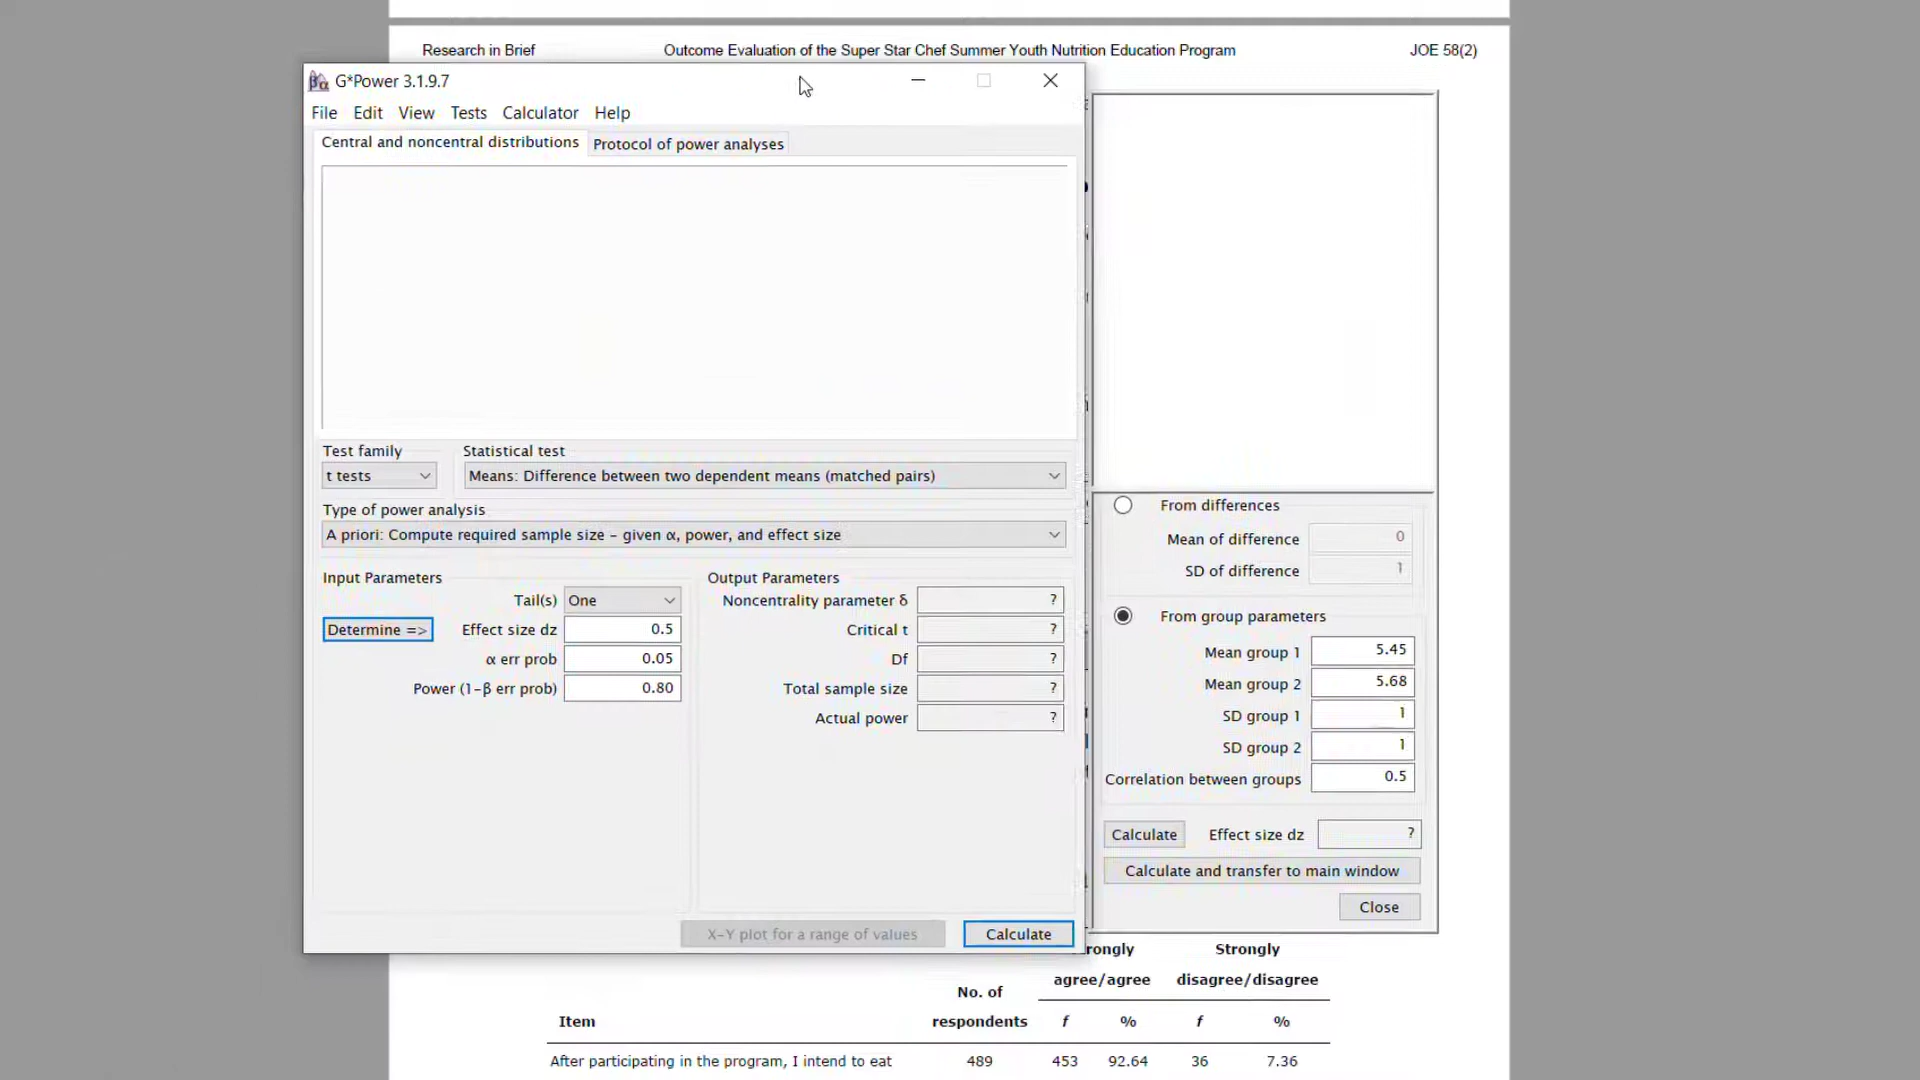 Research in Brief Outcome Evaluation of the Super Star Chef Summer Youth Nutrition Education Program JOE 58(2)
G*Power 3.1.9.7
File Edit View Tests Calculator Help
Central and noncentral distributions Protocol of power analyses
Test family Statistical test
t tests Means: Difference between two dependent means (matched pairs)
Type of power analysis
A priori: Compute required sample size – given α, power, and effect size
Input Parameters Output Parameters
Tail(s) One Noncentrality parameter δ ?
Determine => Effect size dz 0.5 Critical t ?
α err prob 0.05 Df ?
Power (1–β err prob) 0.80 Total sample size ?
Actual power ?
X–Y plot for a range of values Calculate
From differences
Mean of difference 0
SD of difference 1
From group parameters
Mean group 1 5.45
Mean group 2 5.68
SD group 1 1
SD group 2 1
Correlation between groups 0.5
Calculate Effect size dz ?
Calculate and transfer to main window
Close
rongly Strongly
agree/agree disagree/disagree
No. of
Item respondents f % f %
After participating in the program, I intend to eat 489 453 92.64 36 7.36